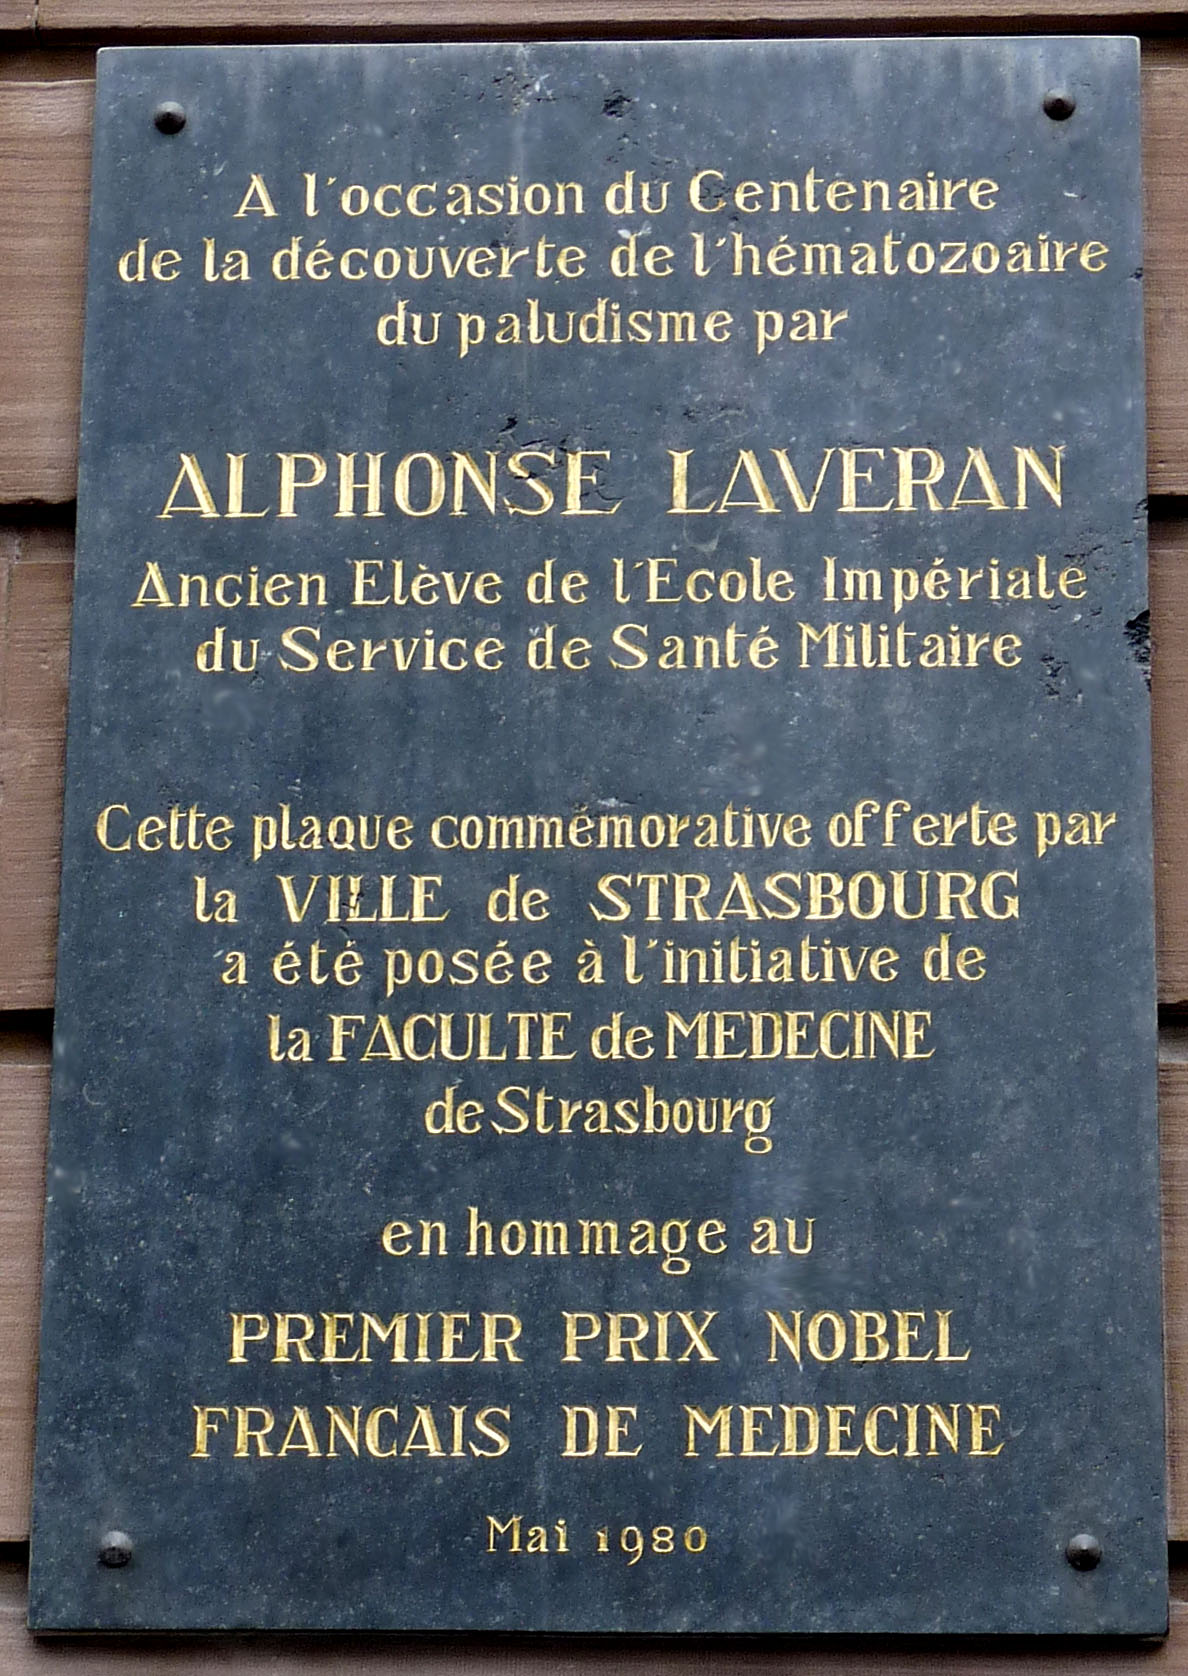 A l'occasion du Centenaire
de la découverte de l'hématozoaire
du paludisme par
ALPHONSE LAVERAN
Ancien Elève de l'Ecole Impériale
du Service de Santé Militaire
Cette plaque commémorative offerte par
la VILLE de STRASBOURG
a été posée à l'initiative de
la FACULTE de MEDECINE
de Strasbourg
en hommage au
PREMIER PRIX NOBEL
FRANCAIS DE MEDECINE
Mai 1980